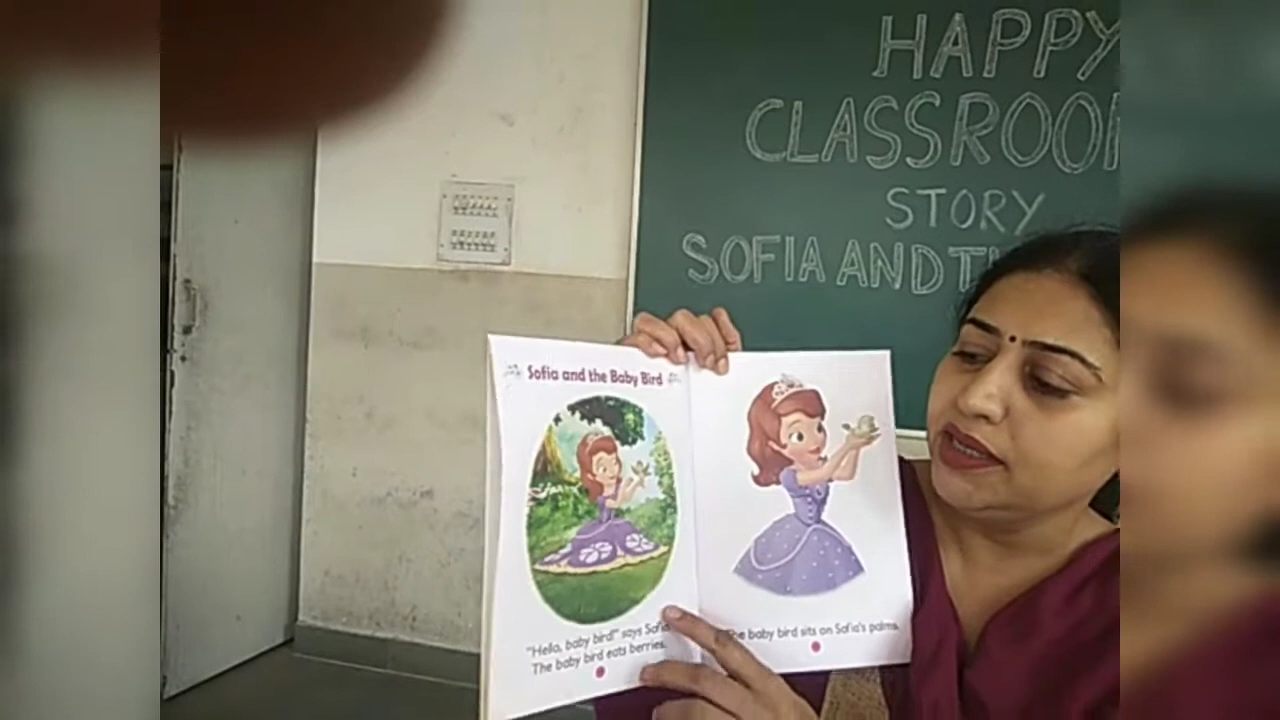 HAPPY
CLASSROO
STORY
SOFIA AND
Sofia and the Baby Bird
"Hello, baby bird!" says Sofia
The baby bird eats berries.
The baby bird sits on Sofia's palms.